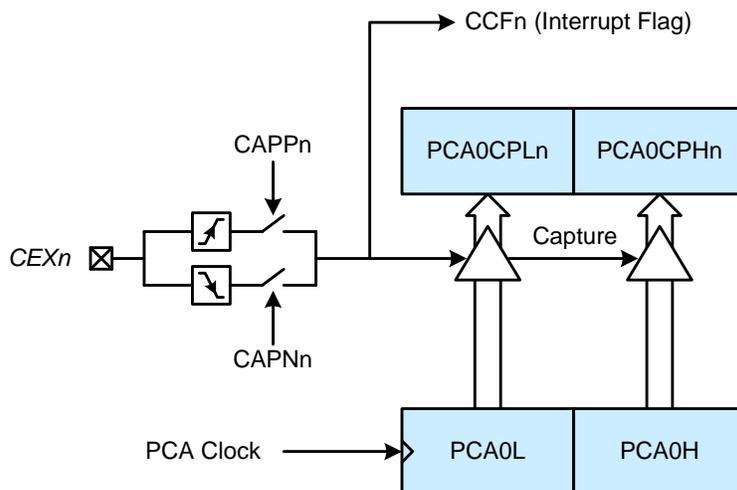 CCFn (Interrupt Flag)
PCA0CPLn
PCA0CPHn
CAPPn
Capture
CEXn
CAPNn
PCA Clock
PCA0L
PCA0H